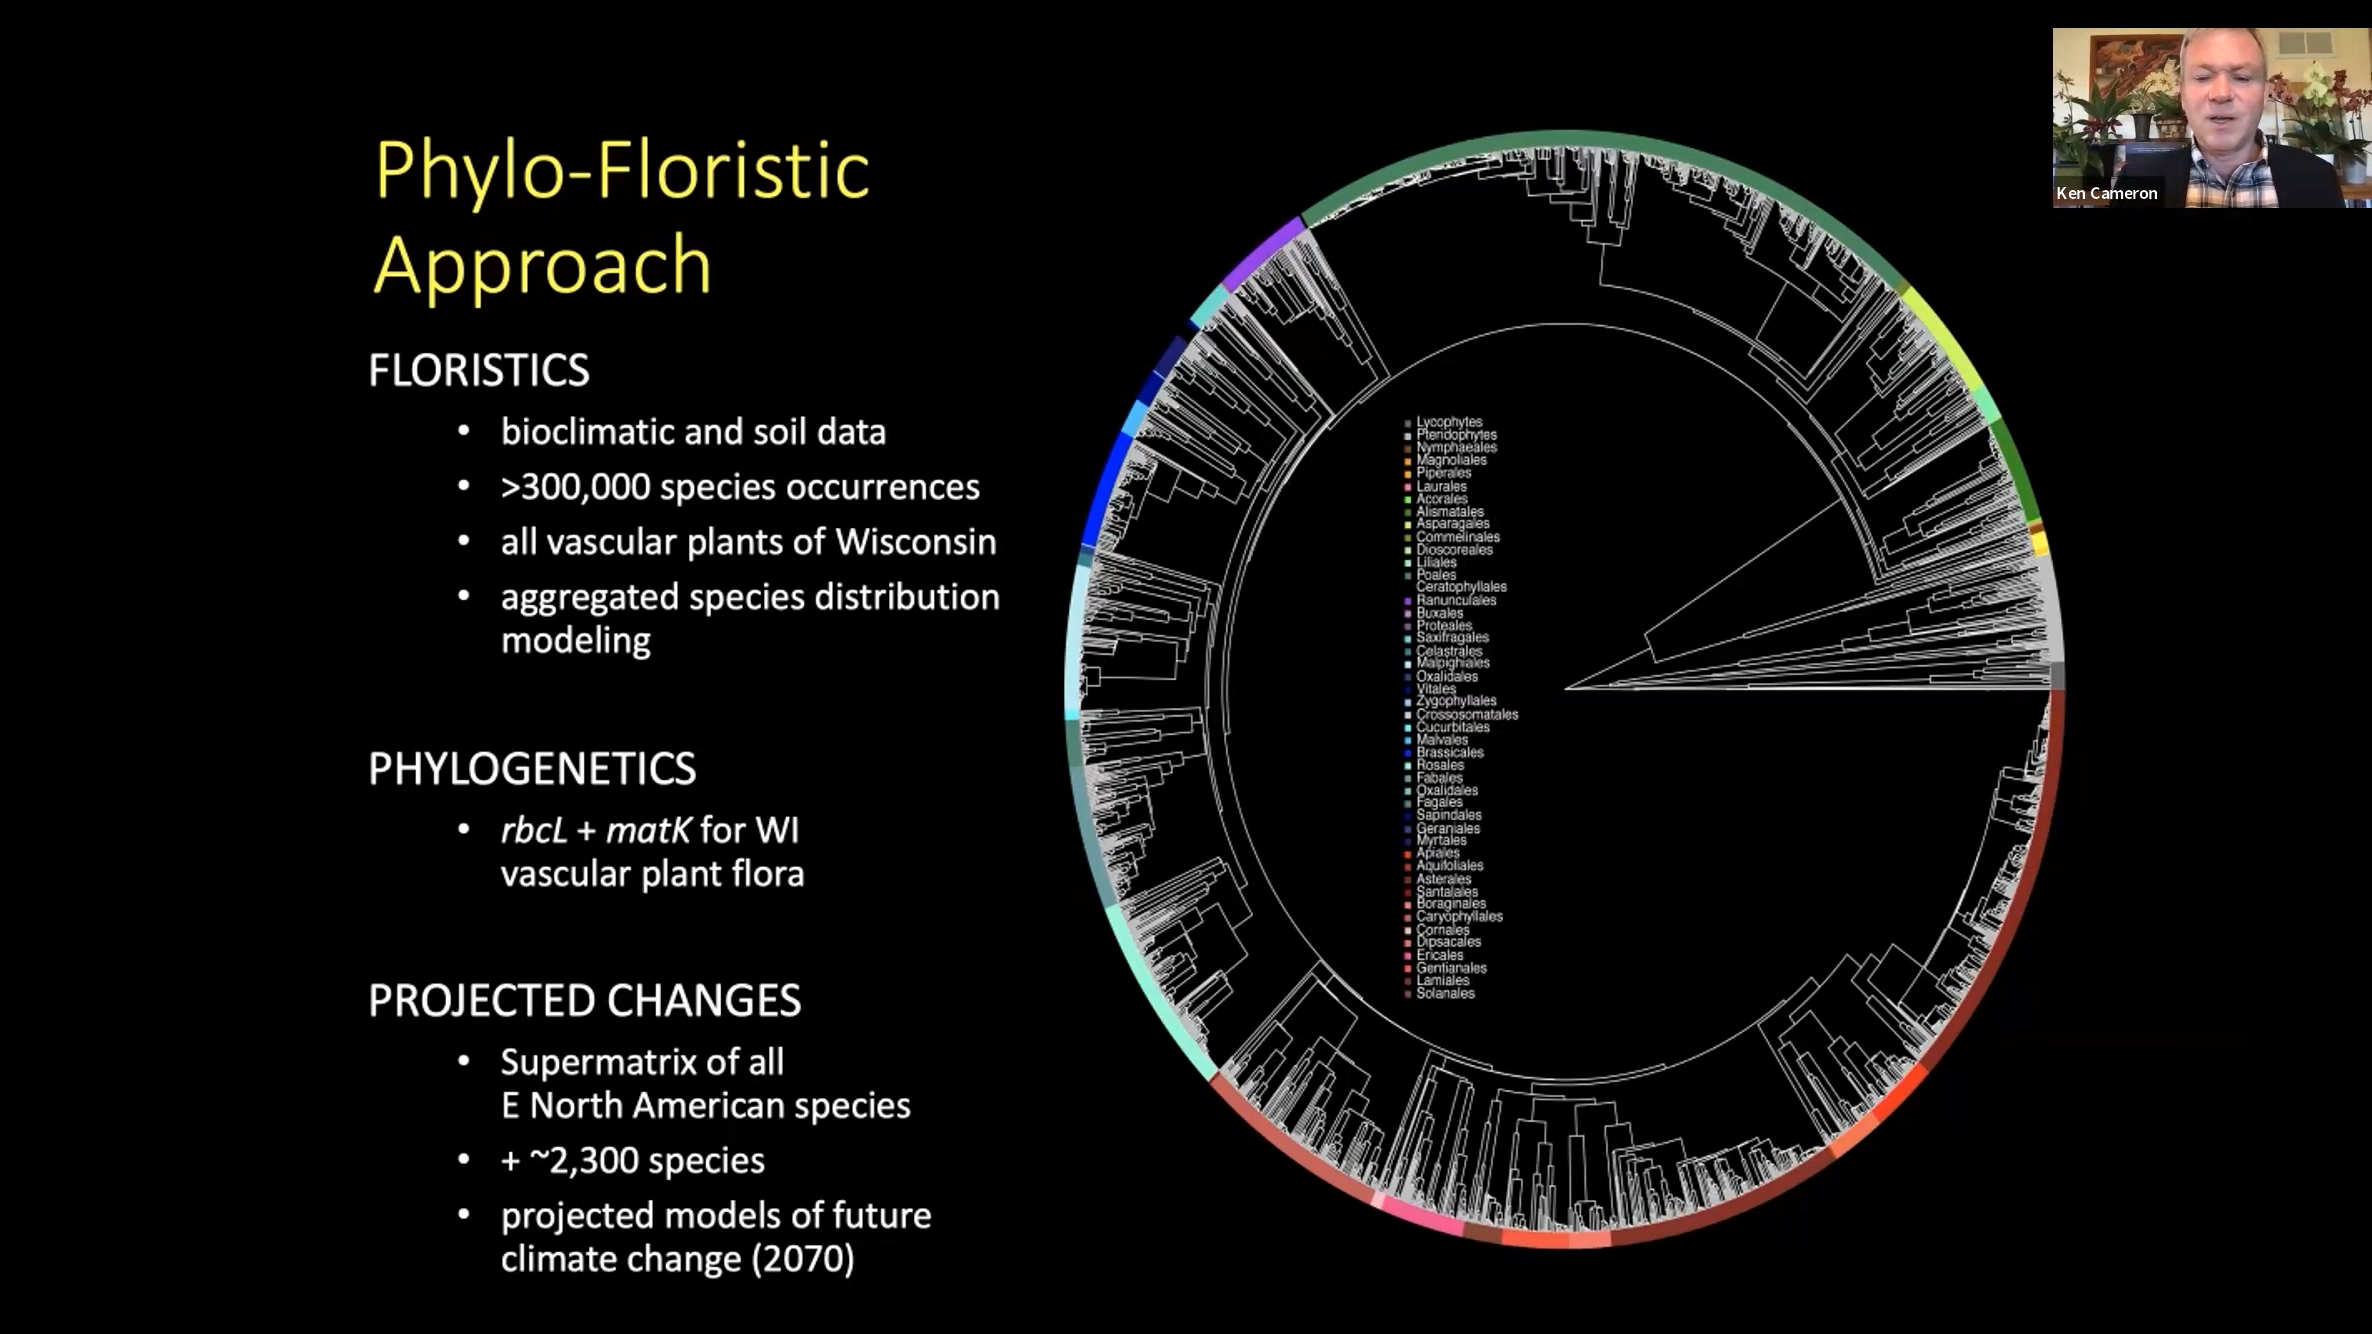 Phylo-Floristic
Approach
FLORISTICS
• bioclimatic and soil data
• >300,000 species occurrences
• all vascular plants of Wisconsin
• aggregated species distribution
modeling
PHYLOGENETICS
• rbcL + matK for WI
vascular plant flora
PROJECTED CHANGES
• Supermatrix of all
E North American species
• + ~2,300 species
• projected models of future
climate change (2070)
Lycophytes
Pteridophytes
Nymphaeales
Magnoliales
Piperales
Laurales
Acorales
Alismatales
Asparagales
Commelinales
Dioscoreales
Liliales
Poales
Ceratophyllales
Ranunculales
Buxales
Proteales
Saxifragales
Celastrales
Malpighiales
Oxalidales
Vitales
Zygophyllales
Crossosomatales
Cucurbitales
Malvales
Brassicales
Rosales
Fabales
Oxalidales
Fagales
Sapindales
Geraniales
Myrtales
Apiales
Aquifoliales
Asterales
Santalales
Boraginales
Caryophyllales
Cornales
Dipsacales
Ericales
Gentianales
Lamiales
Solanales
Ken Cameron